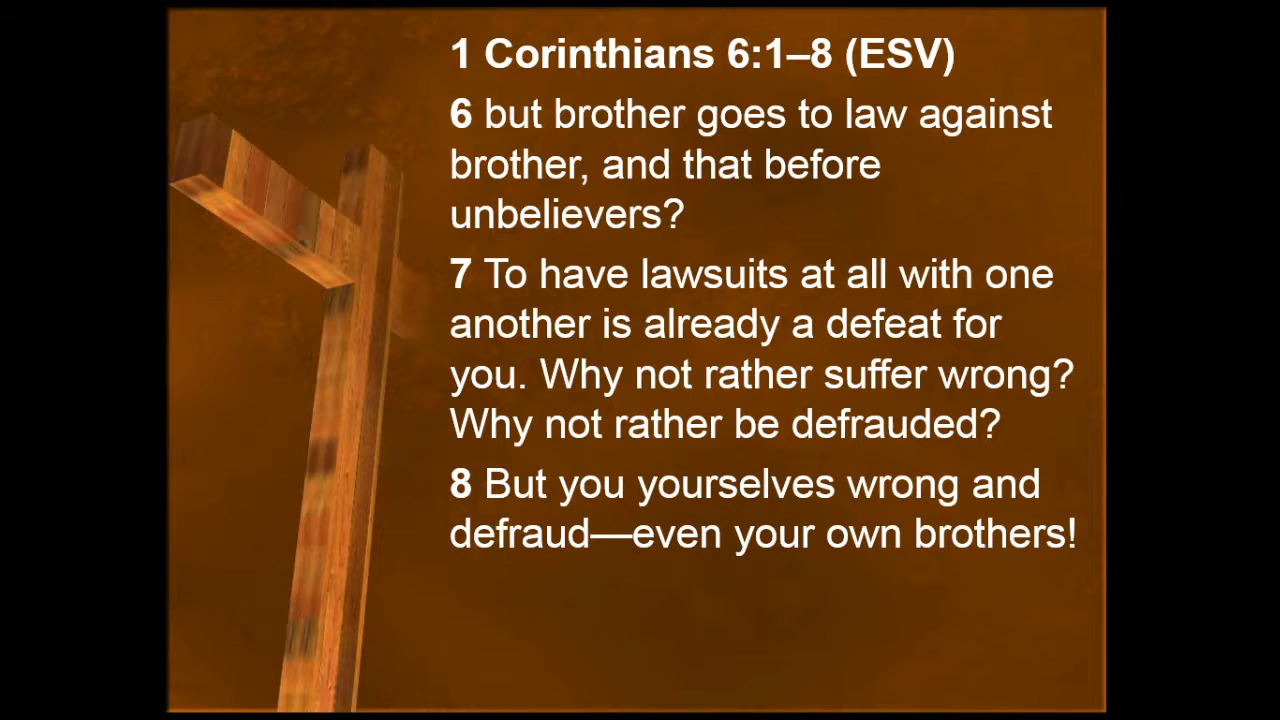 1 Corinthians 6:1–8 (ESV)
6 but brother goes to law against
brother, and that before
unbelievers?
7 To have lawsuits at all with one
another is already a defeat for
you. Why not rather suffer wrong?
Why not rather be defrauded?
8 But you yourselves wrong and
defraud—even your own brothers!